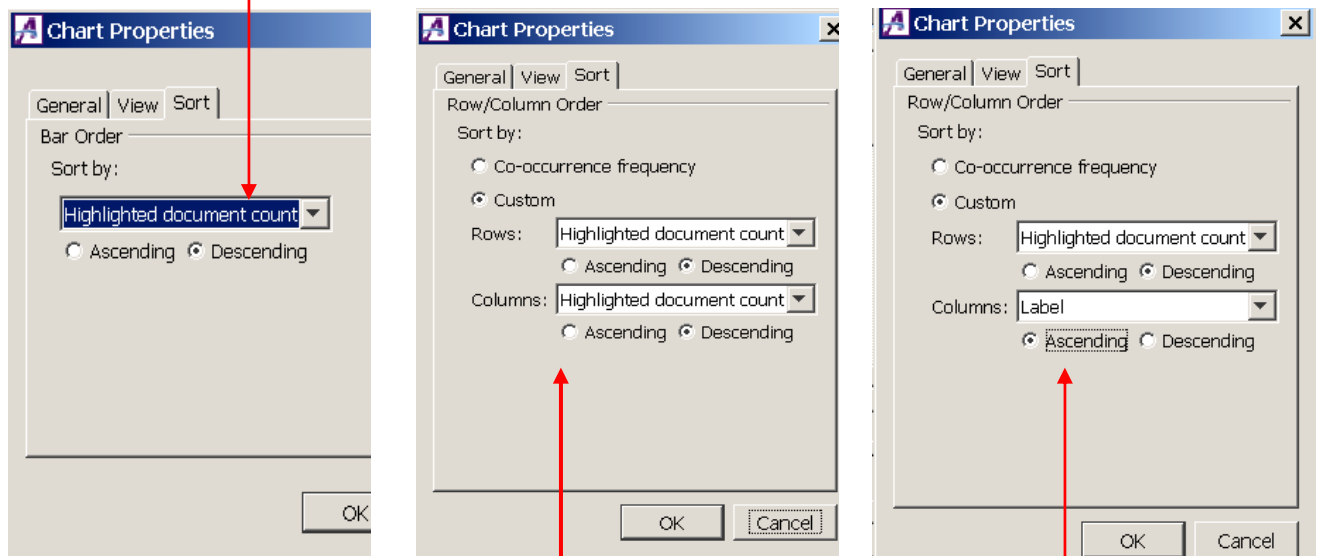 Chart Properties
General View Sort
Bar Order
Sort by:
Highlighted document count
Ascending Descending
OK
Chart Properties
General View Sort
Row/Column Order
Sort by:
Co-occurrence frequency
Custom
Rows: Highlighted document count
Ascending Descending
Columns: Highlighted document count
Ascending Descending
OK Cancel
Chart Properties
General View Sort
Row/Column Order
Sort by:
Co-occurrence frequency
Custom
Rows: Highlighted document count
Ascending Descending
Columns: Label
Ascending Descending
OK Cancel